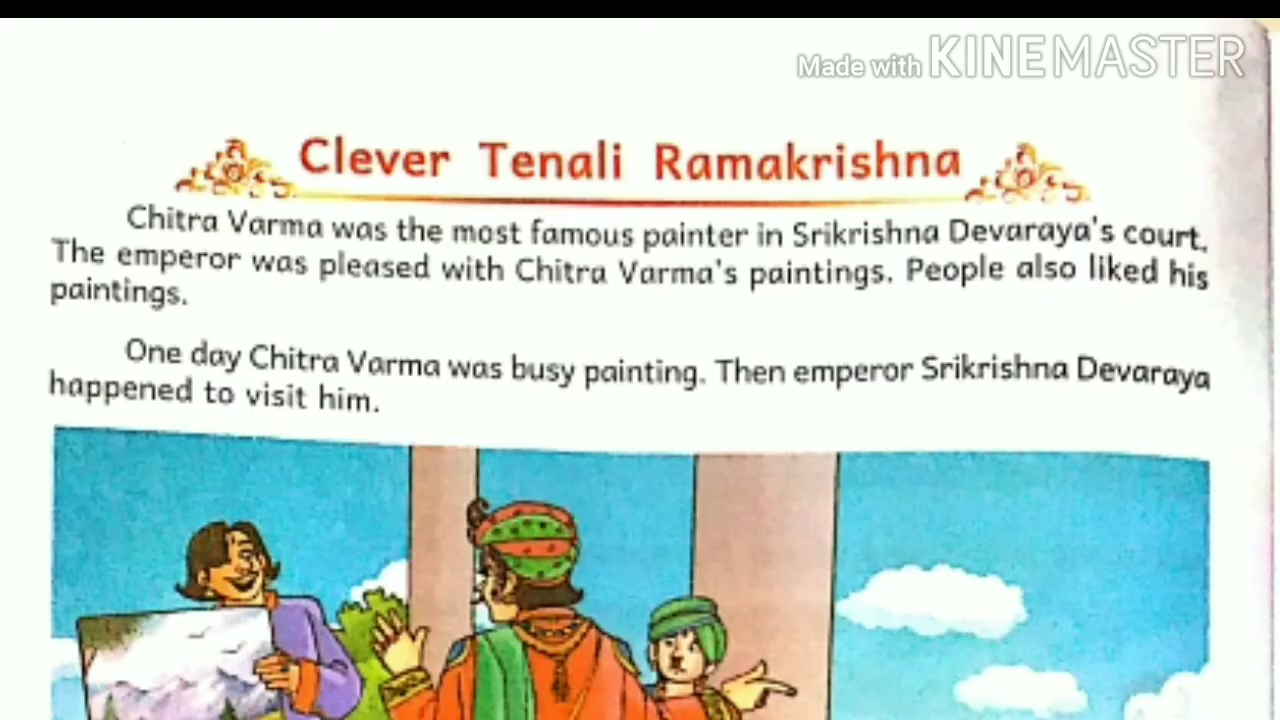 Made with KINEMASTER
Clever Tenali Ramakrishna
Chitra Varma was the most famous painter in Srikrishna Devaraya's court.
The emperor was pleased with Chitra Varma's paintings. People also liked his
paintings.
One day Chitra Varma was busy painting. Then emperor Srikrishna Devaraya
happened to visit him.